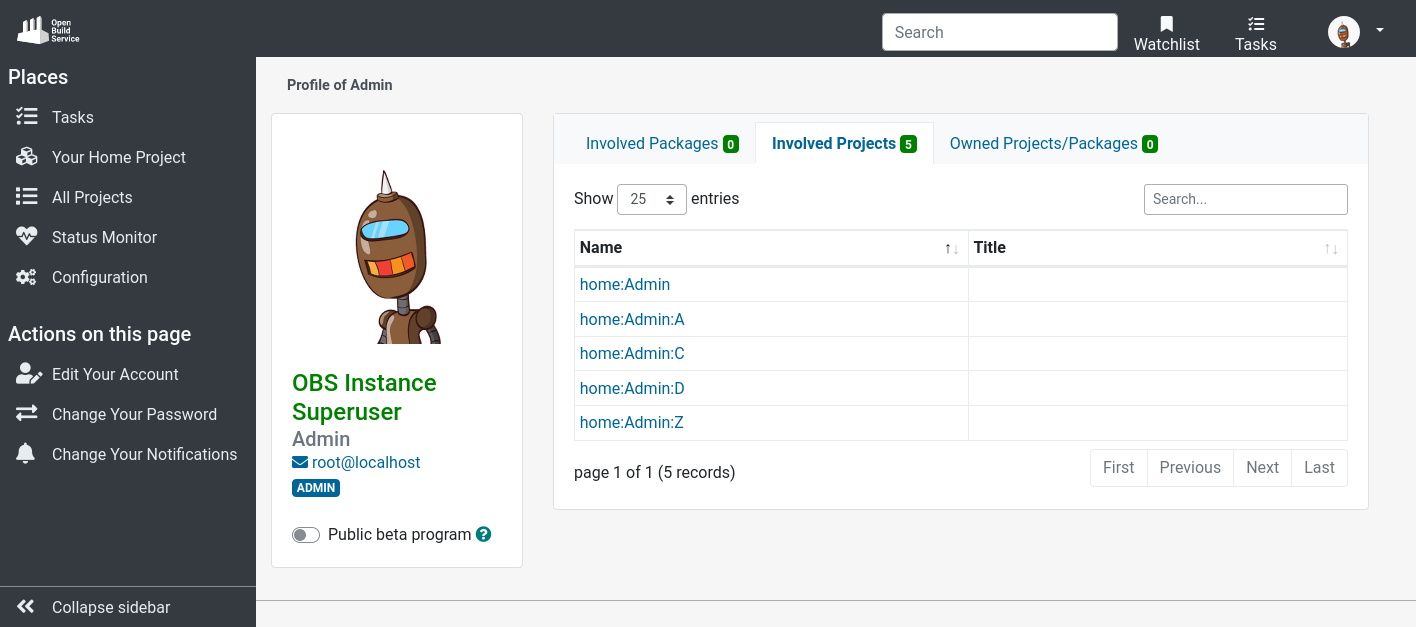 Open
Build
Service
Search
Watchlist
Tasks
Places
Tasks
Your Home Project
All Projects
Status Monitor
Configuration
Actions on this page
Edit Your Account
Change Your Password
Change Your Notifications
Collapse sidebar
Profile of Admin
OBS Instance
Superuser
Admin
root@localhost
ADMIN
Public beta program ?
Involved Packages 0
Involved Projects 5
Owned Projects/Packages 0
Show 25 entries
Search...
Name
Title
home:Admin
home:Admin:A
home:Admin:C
home:Admin:D
home:Admin:Z
page 1 of 1 (5 records)
First
Previous
Next
Last